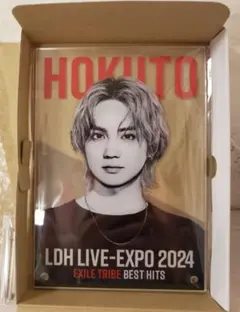 HOKUTO
LDH LIVE-EXPO 2024
EXILE TRIBE BEST HITS